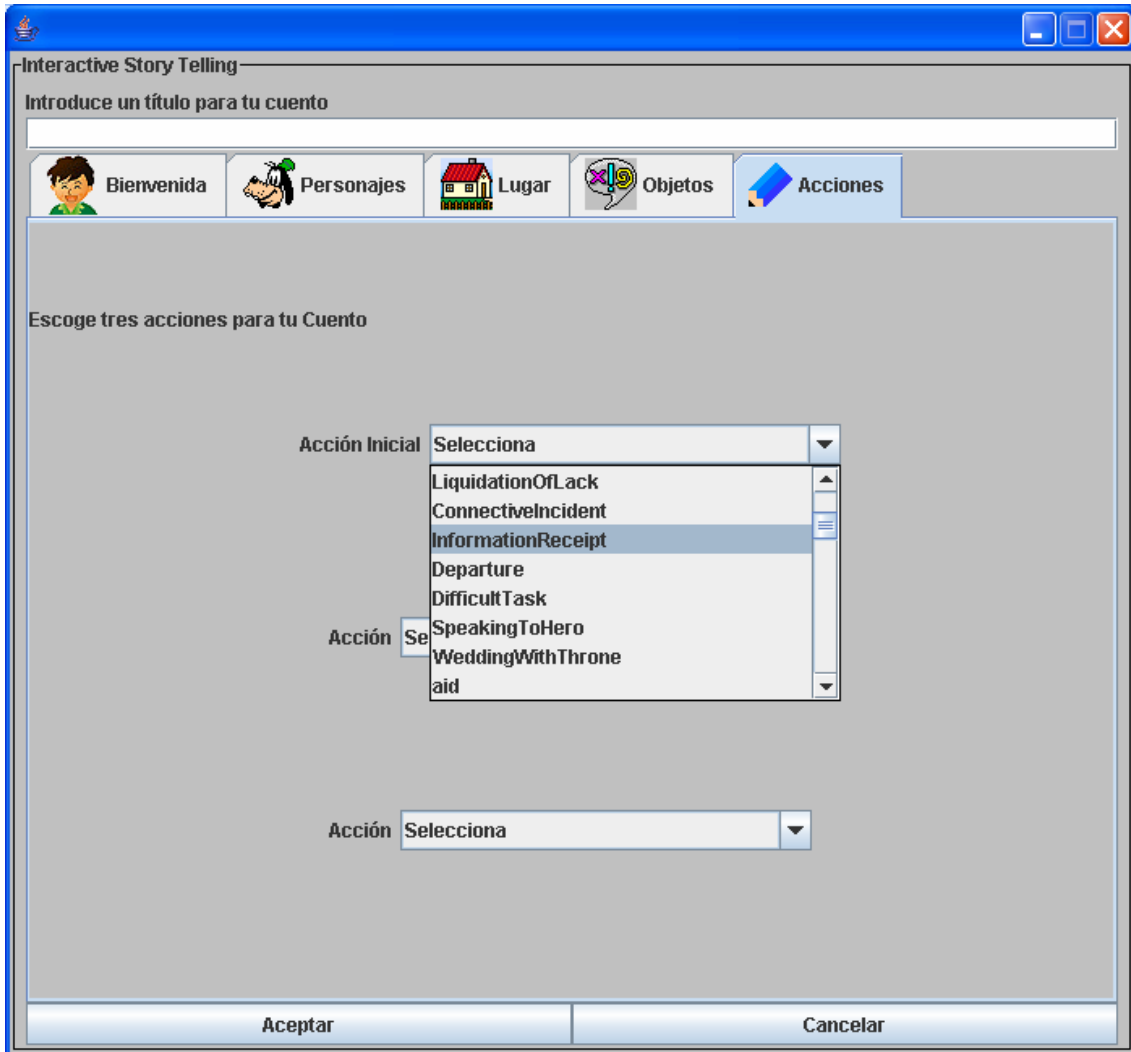 Interactive Story Telling
Introduce un título para tu cuento
Bienvenida Personajes Lugar Objetos Acciones
Escoge tres acciones para tu Cuento
Acción Inicial Selecciona
LiquidationOfLack
ConnectiveIncident
InformationReceipt
Departure
DifficultTask
Acción Se SpeakingToHero
WeddingWithThrone
aid
Acción Selecciona
Aceptar Cancelar